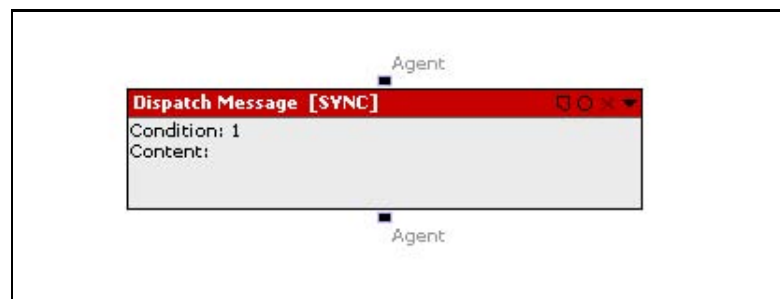 Agent
Dispatch Message [SYNC]
Condition: 1
Content:
Agent